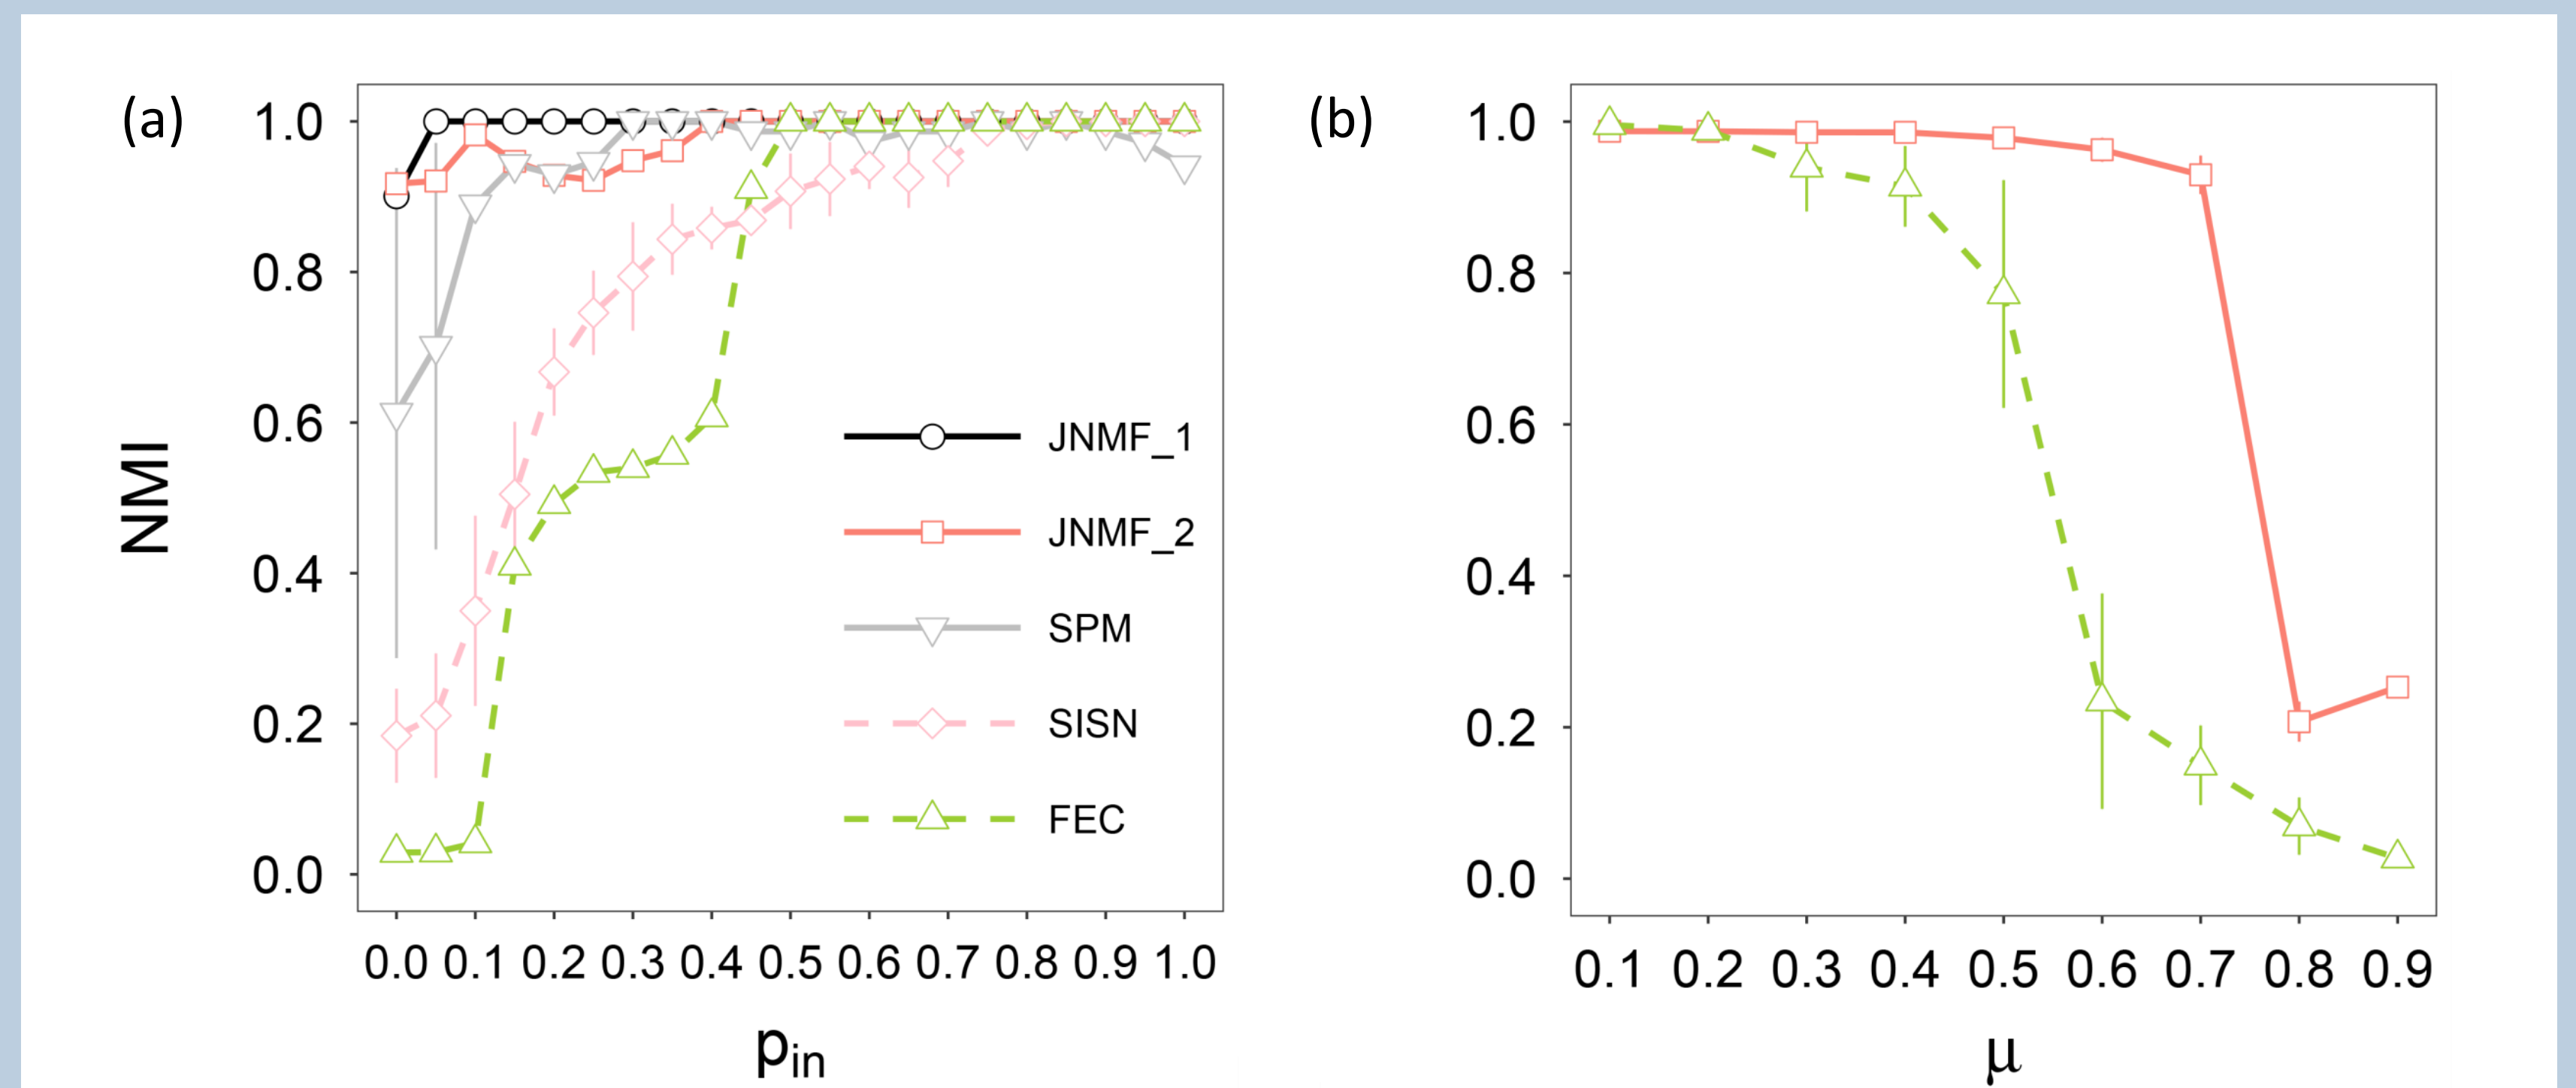 (a)
NMI
1.0
0.8
0.6
0.4
0.2
0.0
JNMF_1
JNMF_2
SPM
SISN
FEC
0.0 0.1 0.2 0.3 0.4 0.5 0.6 0.7 0.8 0.9 1.0
pin
(b)
1.0
0.8
0.6
0.4
0.2
0.0
0.1 0.2 0.3 0.4 0.5 0.6 0.7 0.8 0.9
μ